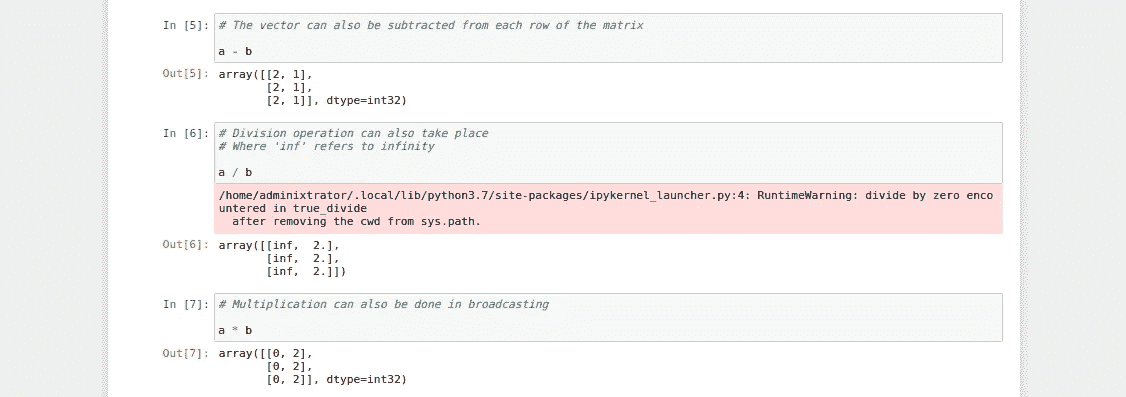 In [5]: # The vector can also be subtracted from each row of the matrix
a - b
Out[5]: array([[2, 1],
[2, 1],
[2, 1]], dtype=int32)
In [6]: # Division operation can also take place
# Where 'inf' refers to infinity
a / b
/home/adminixtrator/.local/lib/python3.7/site-packages/ipykernel_launcher.py:4: RuntimeWarning: divide by zero enco
untered in true_divide
after removing the cwd from sys.path.
Out[6]: array([[inf,  2.],
[inf,  2.],
[inf,  2.]])
In [7]: # Multiplication can also be done in broadcasting
a * b
Out[7]: array([[0, 2],
[0, 2],
[0, 2]], dtype=int32)